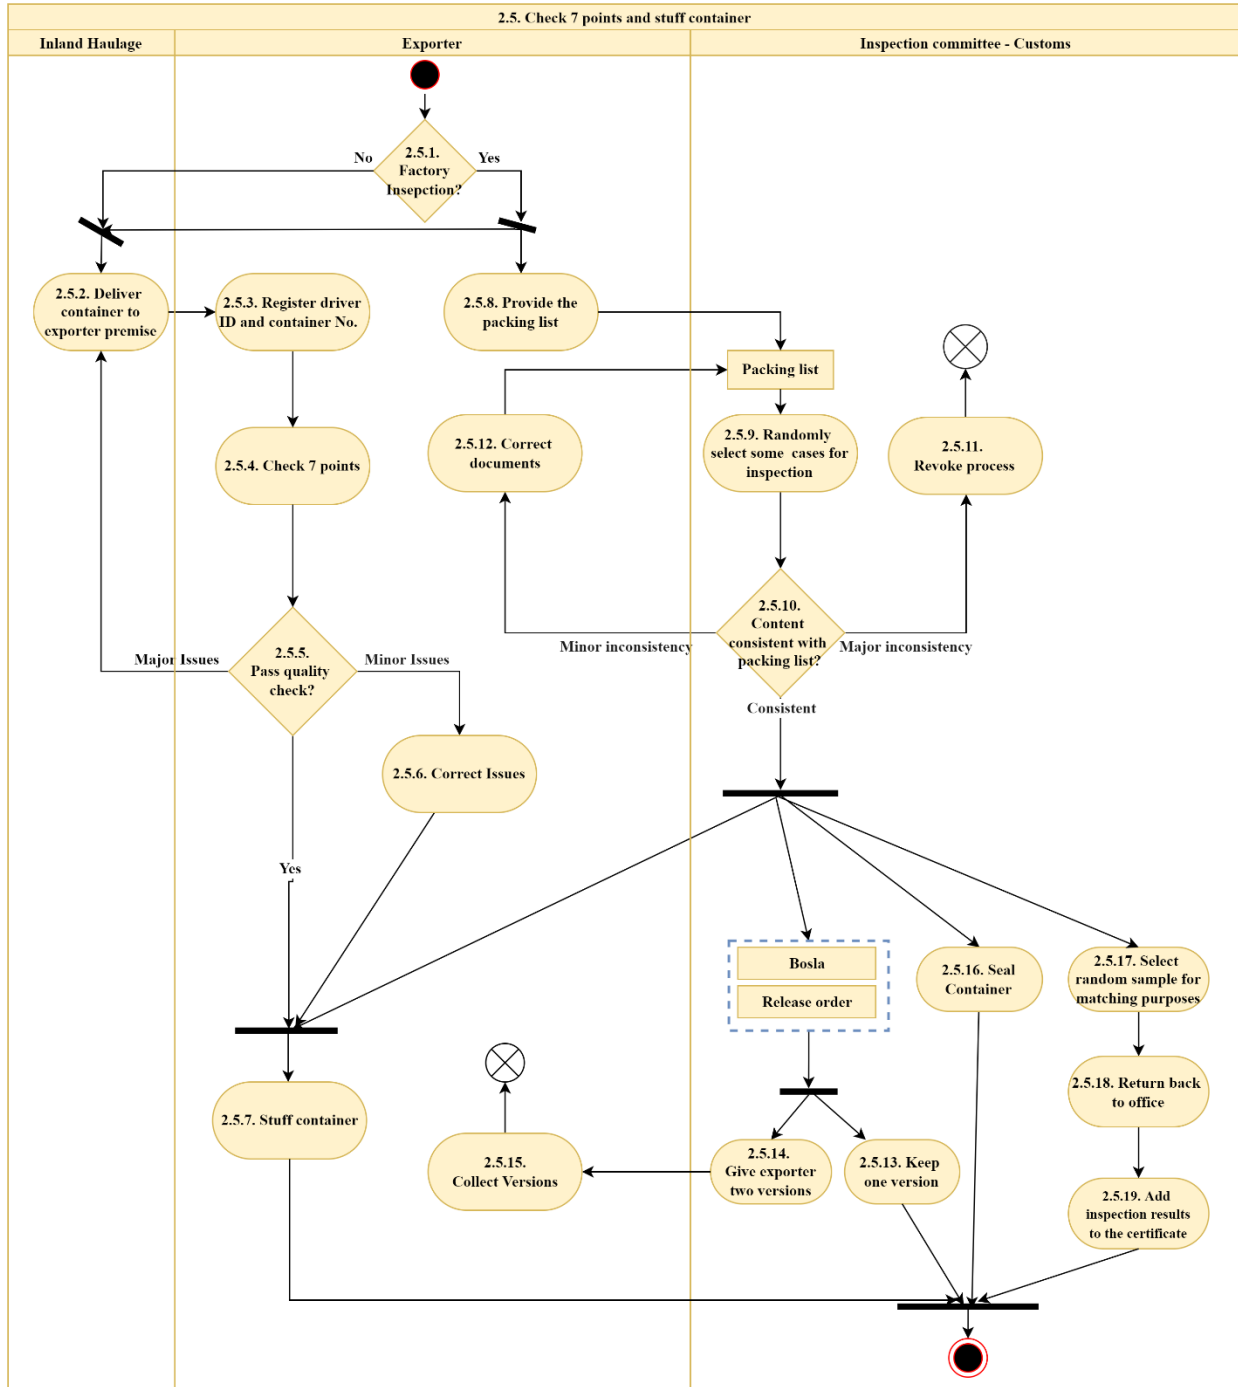 2.5. Check 7 points and stuff container
Inland Haulage
Exporter
Inspection committee - Customs
2.5.1.
Factory
Insepction?
No
Yes
2.5.2. Deliver
container to
exporter premise
2.5.3. Register driver
ID and container No.
2.5.8. Provide the
packing list
Packing list
2.5.12. Correct
documents
2.5.9. Randomly
select some cases for
inspection
2.5.11.
Revoke process
2.5.4. Check 7 points
2.5.10.
Content
consistent with
packing list?
Minor inconsistency
Major inconsistency
2.5.5.
Pass quality
check?
Major Issues
Minor Issues
Consistent
2.5.6. Correct Issues
Yes
Bosla
Release order
2.5.16. Seal
Container
2.5.17. Select
random sample for
matching purposes
2.5.7. Stuff container
2.5.18. Return back
to office
2.5.15.
Collect Versions
2.5.14.
Give exporter
two versions
2.5.13. Keep
one version
2.5.19. Add
inspection results
to the certificate